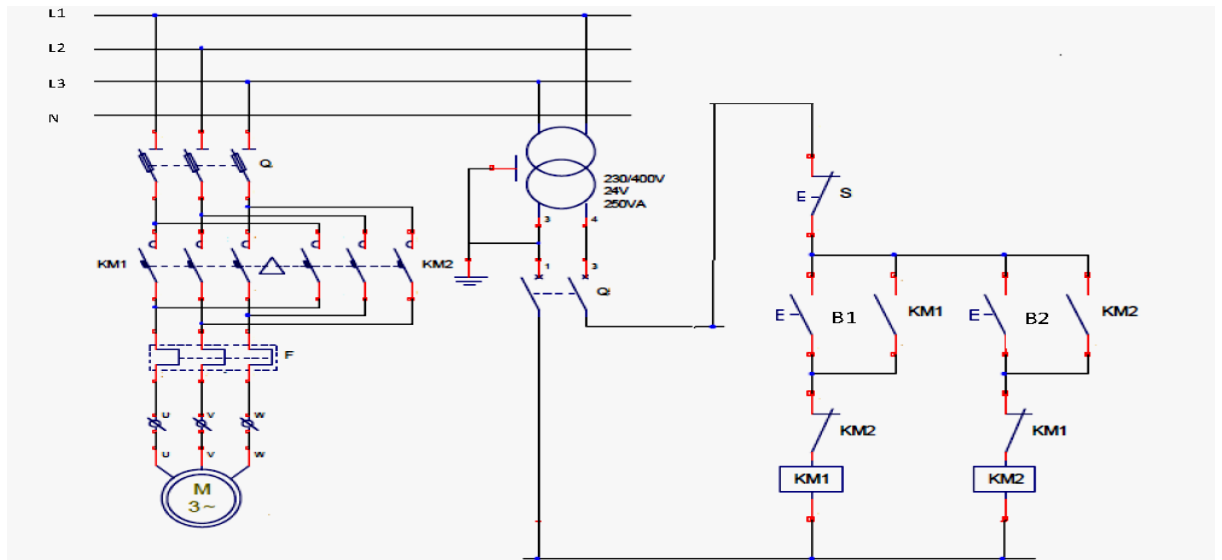 L1
L2
L3
N
Q
230/400V
24V
250VA
3 4
S
KM1 KM2
1 3
Q
E B1 KM1 E B2 KM2
E
F
U V W
KM2 KM1
U V W
M
3~
KM1 KM2